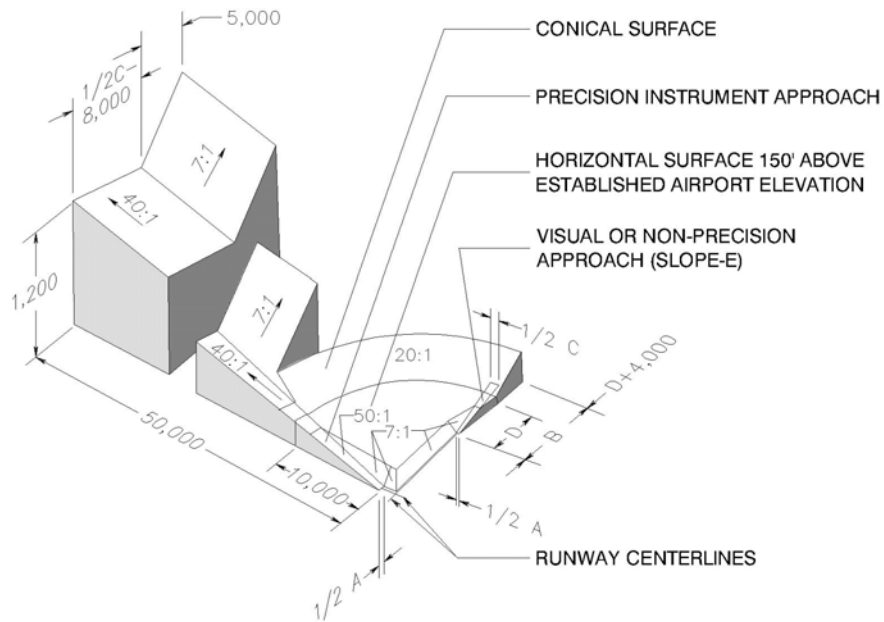 5,000
CONICAL SURFACE
1/2C-
8,000
PRECISION INSTRUMENT APPROACH
7:1
HORIZONTAL SURFACE 150' ABOVE
ESTABLISHED AIRPORT ELEVATION
40:1
VISUAL OR NON-PRECISION
APPROACH (SLOPE-E)
1,200
7:1
1/2 C
20:1
40:1
D+4,000
50:1
7:1
D
B
50,000
10,000
1/2 A
RUNWAY CENTERLINES
1/2 A